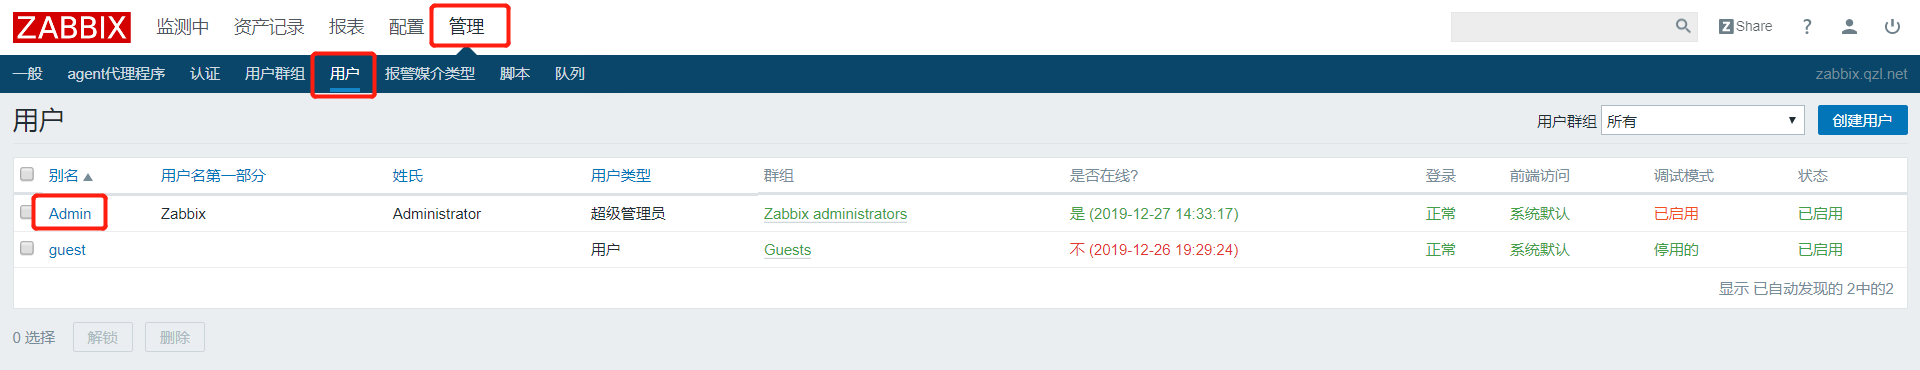 ZABBIX 监测中 资产记录 报表 配置 管理 Z Share ?
一般 agent代理程序 认证 用户群组 用户 报警媒介类型 脚本 队列 zabbix.qzl.net
用户 用户群组 所有 创建用户
别名 用户名第一部分 姓氏 用户类型 群组 是否在线? 登录 前端访问 调试模式 状态
Admin Zabbix Administrator 超级管理员 Zabbix administrators 是 (2019-12-27 14:33:17) 正常 系统默认 已启用 已启用
guest 用户 Guests 不 (2019-12-26 19:29:24) 正常 系统默认 停用的 已启用
显示 已自动发现的 2中的2
0 选择 解锁 删除